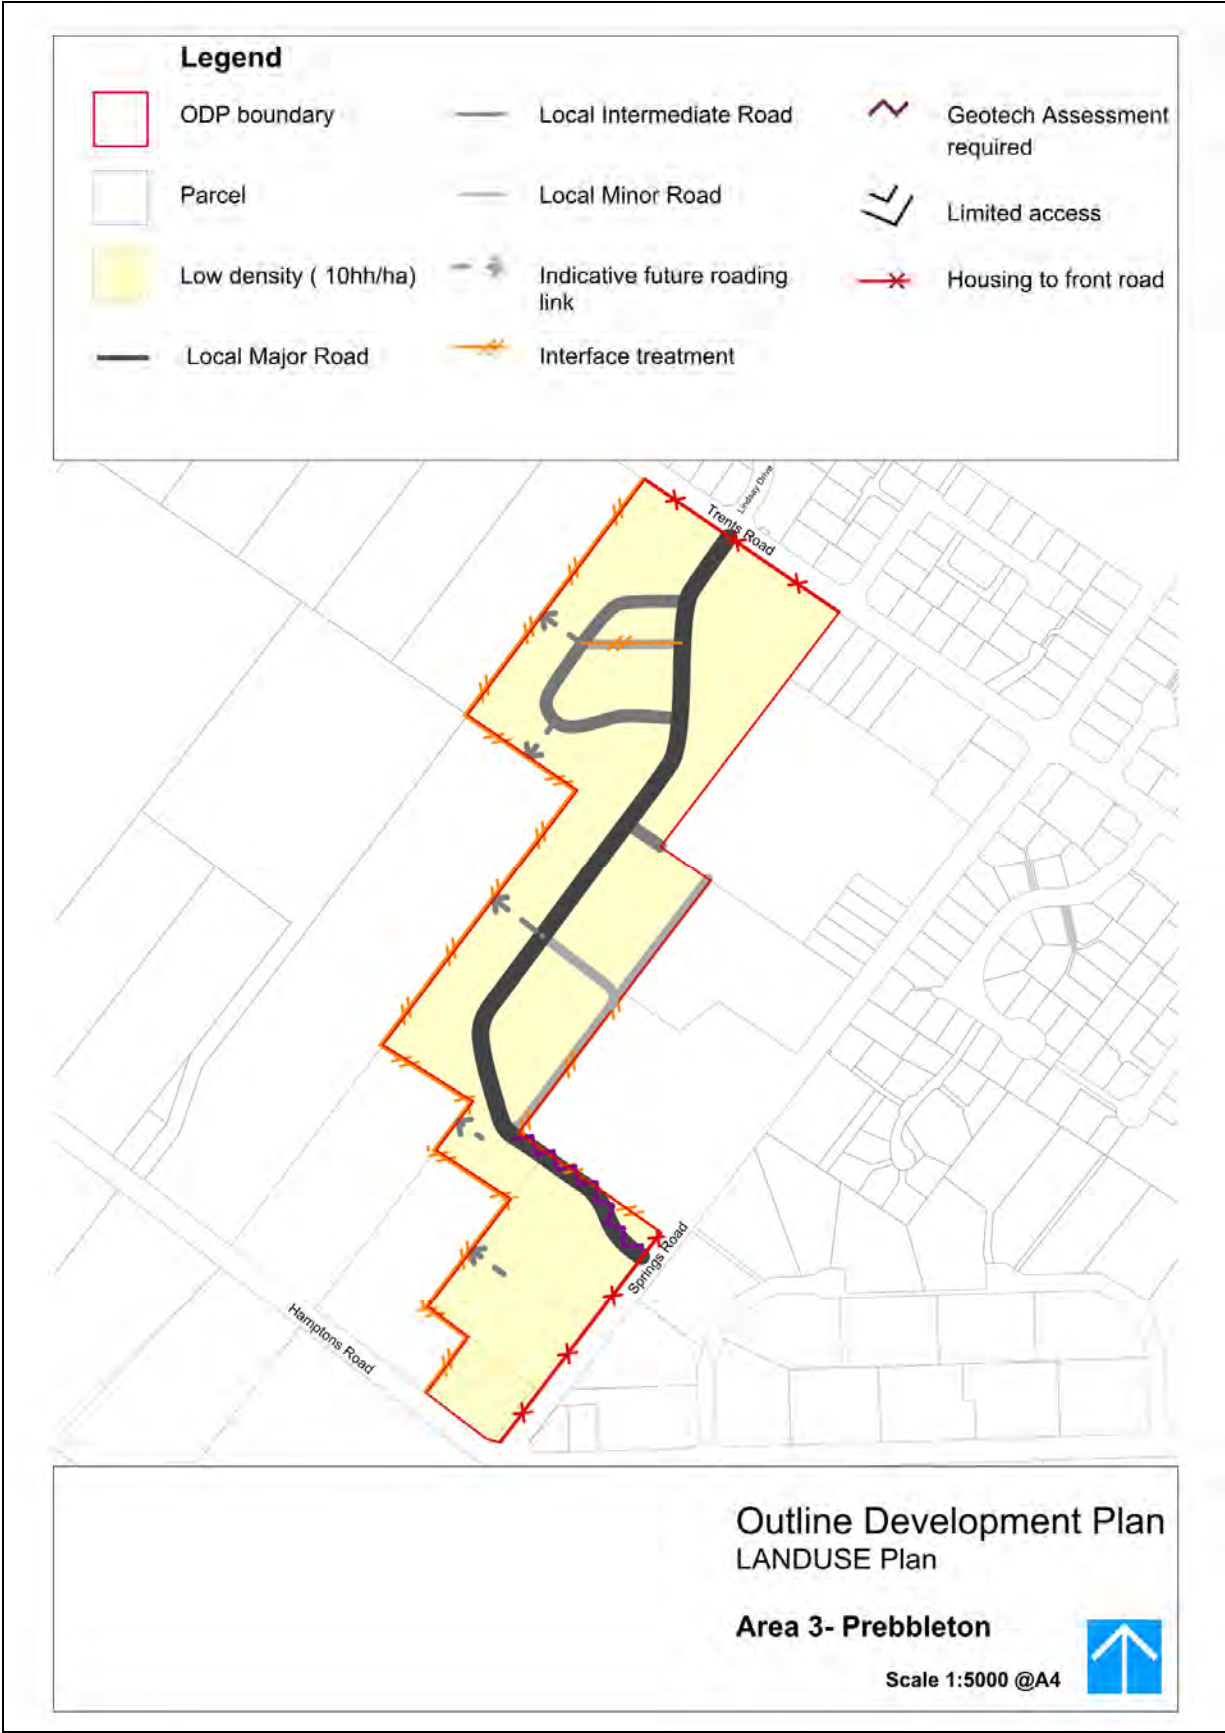 Legend
ODP boundary
Parcel
Low density ( 10hh/ha)
Local Major Road
Local Intermediate Road
Local Minor Road
Indicative future roading
link
Interface treatment
Geotech Assessment
required
Limited access
Housing to front road
Lindsay Drive
Trents Road
Springs Road
Hamptons Road
Outline Development Plan
LANDUSE Plan
Area 3- Prebbleton
Scale 1:5000 @A4